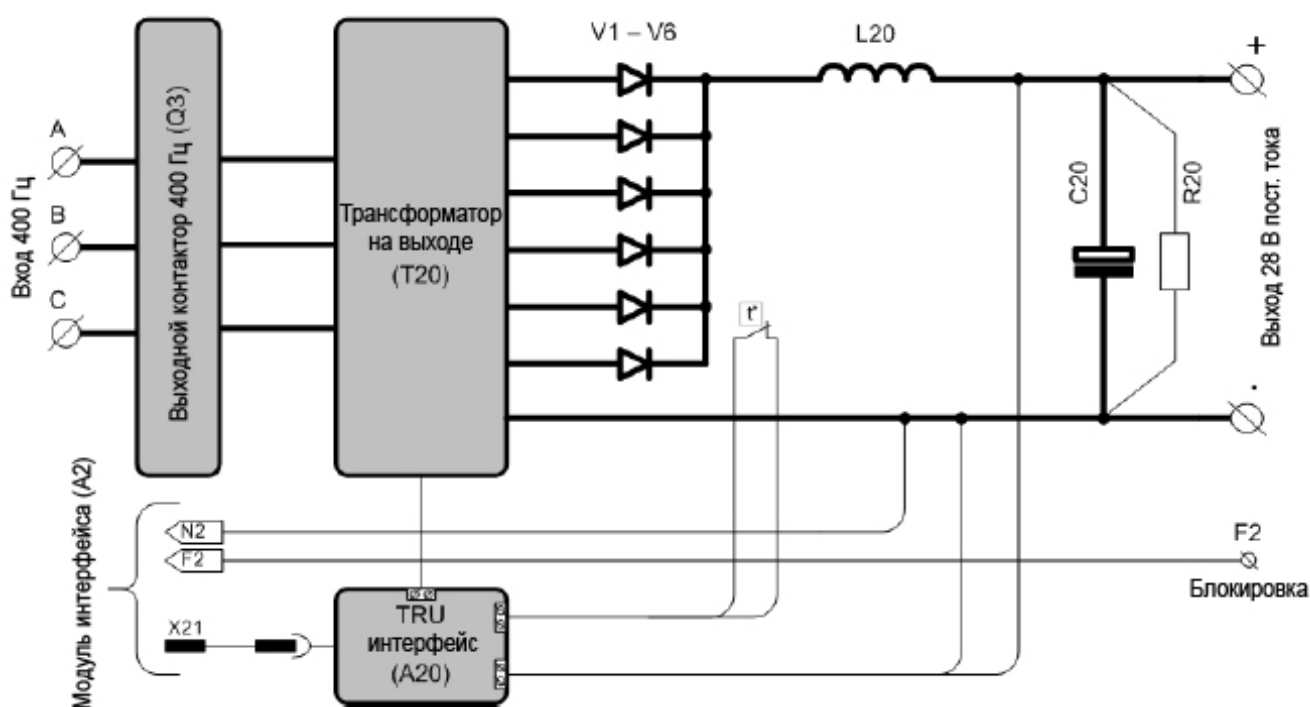 V1 – V6
L20
+
A
B
C
Вход 400 Гц
Выходной контактор 400 Гц (Q3)
Трансформатор
на выходе
(T20)
C20
R20
Выход 28 В пост. тока
-
t°
Модуль интерфейса (A2)
N2
F2
F2
Блокировка
X21
TRU
интерфейс
(A20)